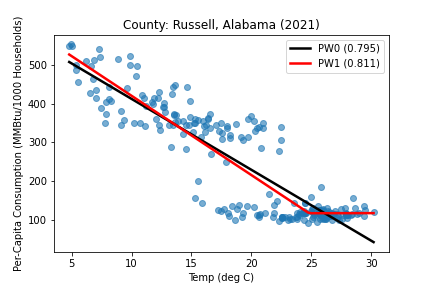 County: Russell, Alabama (2021)
Per-Capita Consumption (MMBtu/1000 Households)
500
400
300
200
100
PW0 (0.795)
PW1 (0.811)
5 10 15 20 25 30
Temp (deg C)